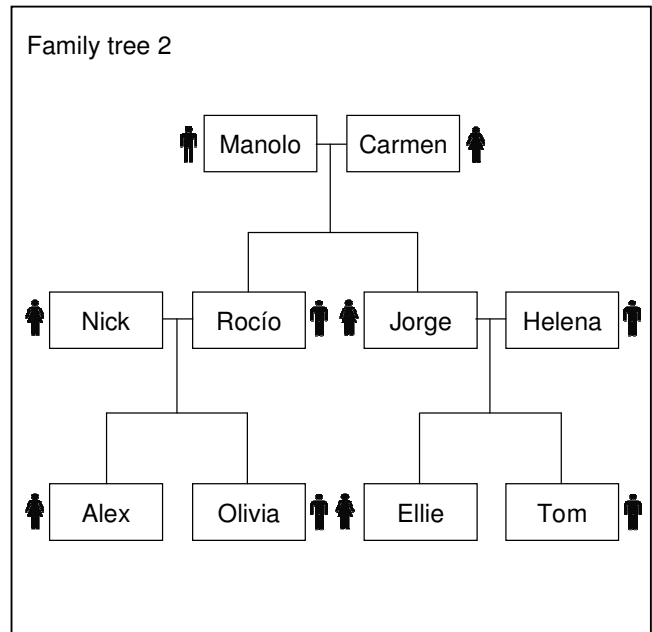 Family tree 2
Manolo Carmen
Nick Rocío Jorge Helena
Alex Olivia Ellie Tom